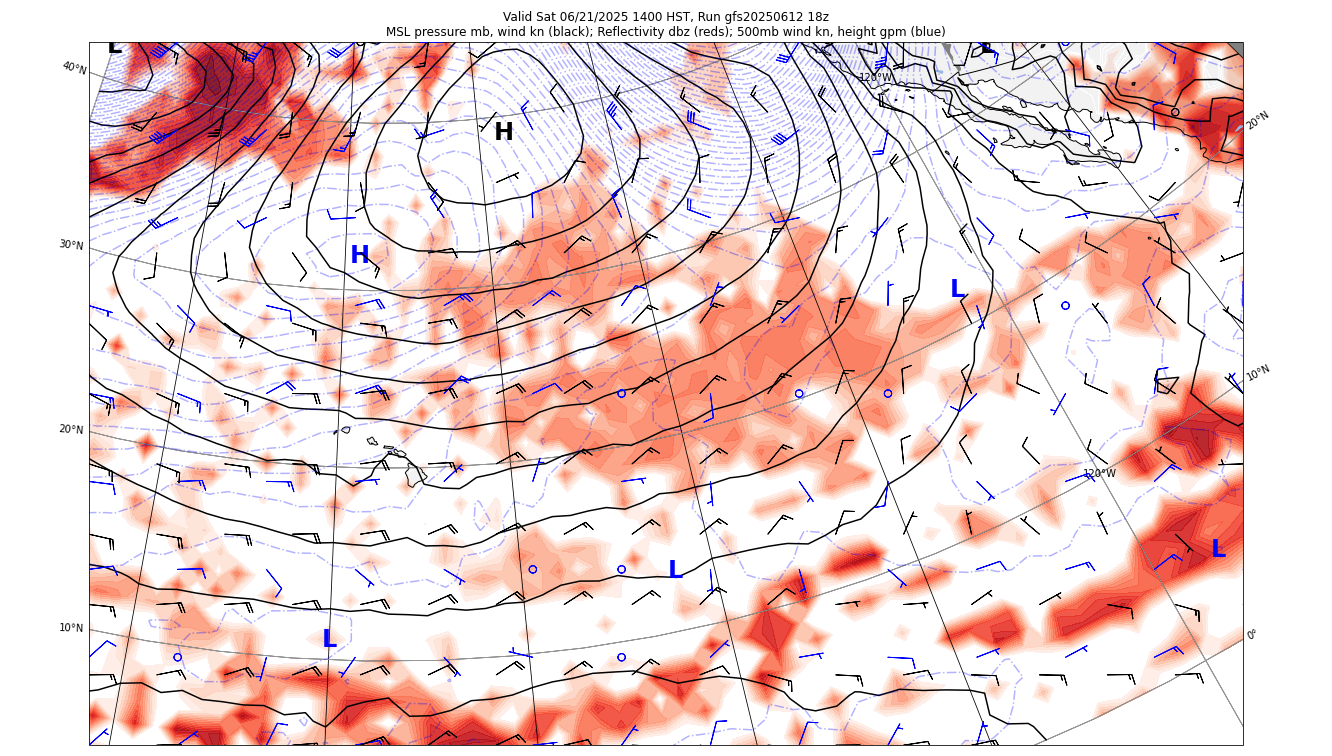 Valid Sat 06/21/2025 1400 HST, Run gfs20250612 18z
MSL pressure mb, wind kn (black); Reflectivity dbz (reds); 500mb wind kn, height gpm (blue)
L
L
40°N
120°W
20°N
H
30°N
H
L
10°N
20°N
120°W
L
L
10°N
L
0°